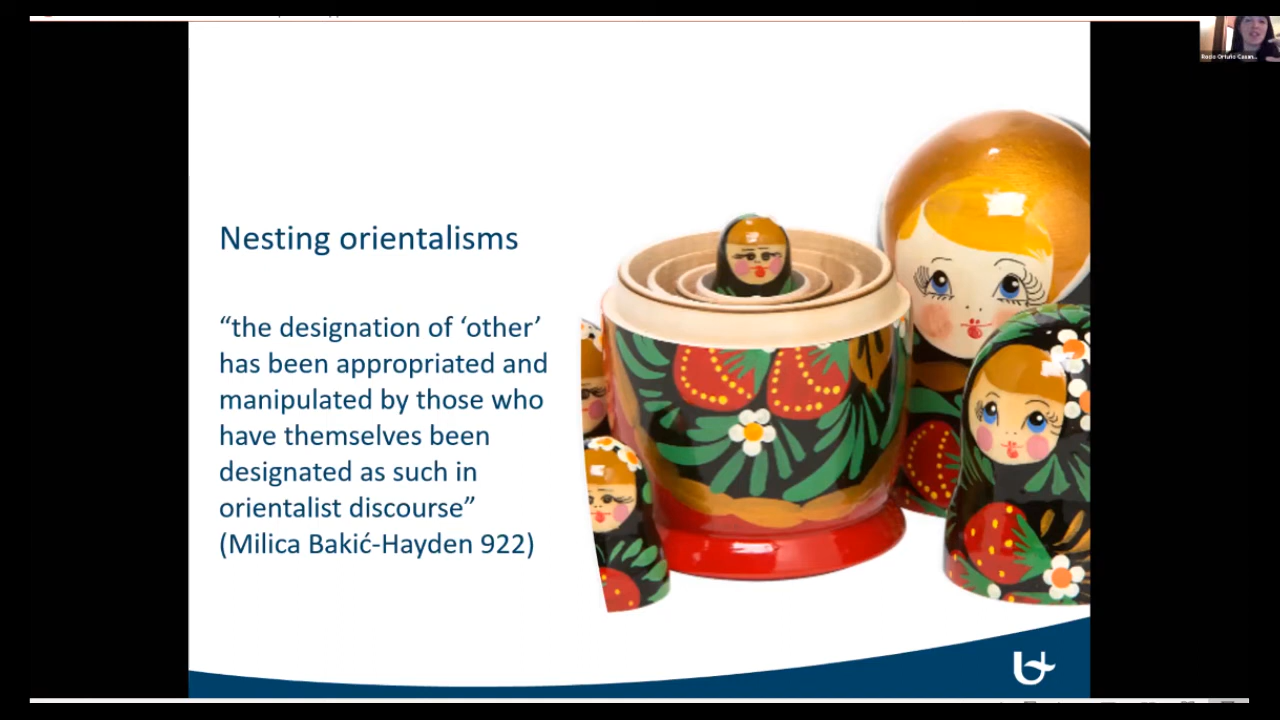 Nesting orientalisms
“the designation of ‘other’
has been appropriated and
manipulated by those who
have themselves been
designated as such in
orientalist discourse”
(Milica Bakić-Hayden 922)